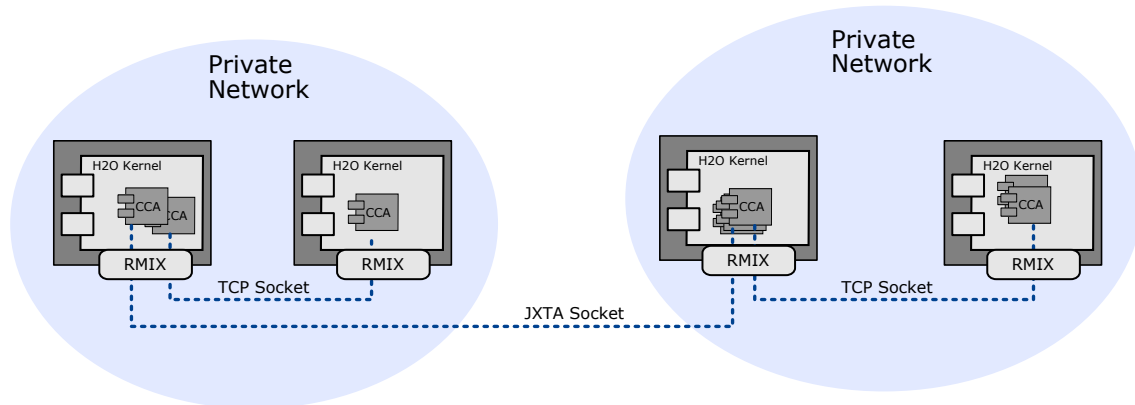 Private
Network
H2O Kernel
CCA
CCA
RMIX
H2O Kernel
CCA
RMIX
TCP Socket
JXTA Socket
Private
Network
H2O Kernel
CCA
RMIX
H2O Kernel
CCA
RMIX
TCP Socket